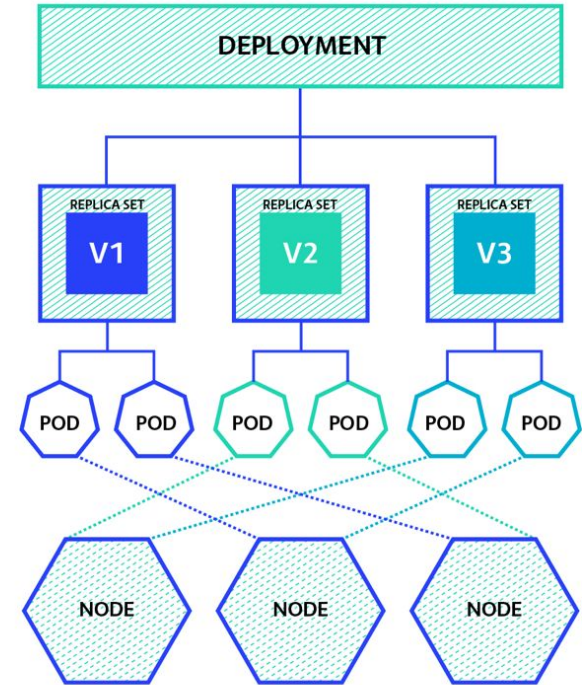 DEPLOYMENT
REPLICA SET
V1
REPLICA SET
V2
REPLICA SET
V3
POD
POD
POD
POD
POD
POD
NODE
NODE
NODE